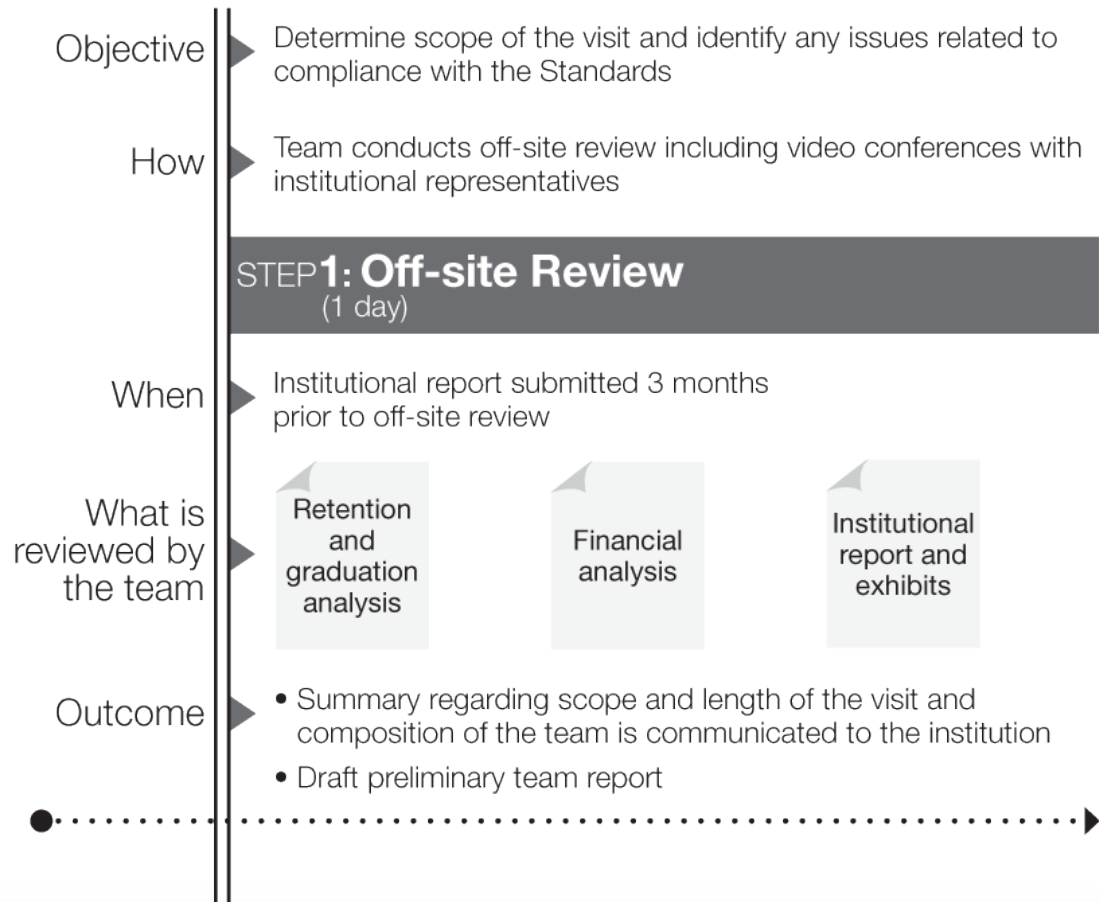 Objective
Determine scope of the visit and identify any issues related to
compliance with the Standards
How
Team conducts off-site review including video conferences with
institutional representatives
STEP1: Off-site Review
(1 day)
When
Institutional report submitted 3 months
prior to off-site review
What is
reviewed by
the team
Retention
and
graduation
analysis
Financial
analysis
Institutional
report and
exhibits
Outcome
• Summary regarding scope and length of the visit and
composition of the team is communicated to the institution
• Draft preliminary team report